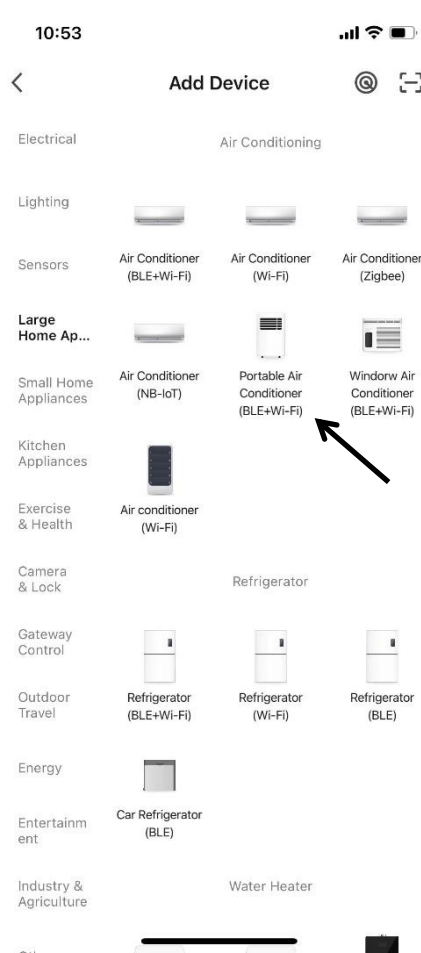 10:53
Add Device
Electrical
Lighting
Sensors
Large
Home Ap...
Small Home
Appliances
Kitchen
Appliances
Exercise
& Health
Camera
& Lock
Gateway
Control
Outdoor
Travel
Energy
Entertainm
ent
Industry &
Agriculture
Air Conditioning
Air Conditioner
(BLE+Wi-Fi)
Air Conditioner
(Wi-Fi)
Air Conditioner
(Zigbee)
Air Conditioner
(NB-IoT)
Portable Air
Conditioner
(BLE+Wi-Fi)
Windorw Air
Conditioner
(BLE+Wi-Fi)
Air conditioner
(Wi-Fi)
Refrigerator
Refrigerator
(BLE+Wi-Fi)
Refrigerator
(Wi-Fi)
Refrigerator
(BLE)
Car Refrigerator
(BLE)
Water Heater